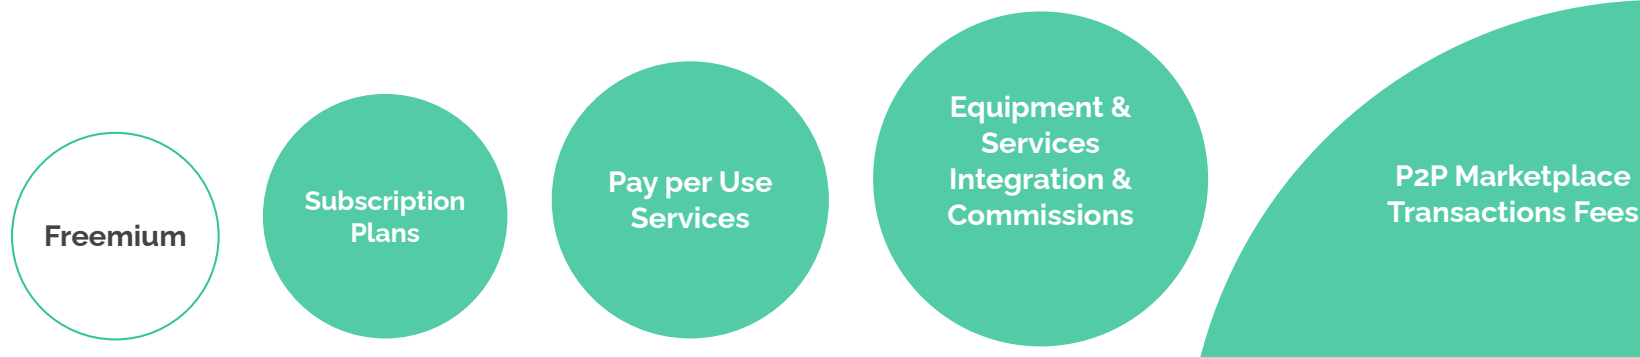 Freemium
Subscription
Plans
Pay per Use
Services
Equipment &
Services
Integration &
Commissions
P2P Marketplace
Transactions Fees